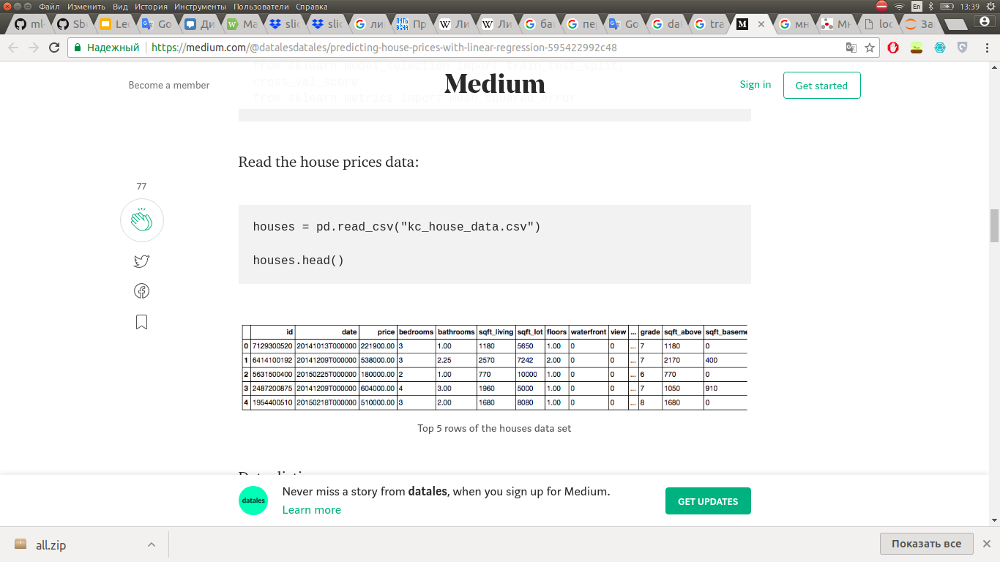 Файл Изменить Вид История Инструменты Пользователи Справка En 13:39
ml- Sbo Lec Go Ди Ma slic slic ли Пр Ли Ли ба пе Go dat tra мн Мн loc За
Надежный https://medium.com/@datalesdatales/predicting-house-prices-with-linear-regression-595422992c48
from sklearn.model_selection import train_test_split,
cross_val_score
from sklearn.metrics import mean_squared_error
Become a member Medium Sign in Get started
Read the house prices data:
77
houses = pd.read_csv("kc_house_data.csv")
houses.head()
id date price bedrooms bathrooms sqft_living sqft_lot floors waterfront view ... grade sqft_above sqft_baseme
0 7129300520 20141013T000000 221900.00 3 1.00 1180 5650 1.00 0 0 ... 7 1180 0
1 6414100192 20141209T000000 538000.00 3 2.25 2570 7242 2.00 0 0 ... 7 2170 400
2 5631500400 20150225T000000 180000.00 2 1.00 770 10000 1.00 0 0 ... 6 770 0
3 2487200875 20141209T000000 604000.00 4 3.00 1960 5000 1.00 0 0 ... 7 1050 910
4 1954400510 20150218T000000 510000.00 3 2.00 1680 8080 1.00 0 0 ... 8 1680 0
Top 5 rows of the houses data set
datales
Never miss a story from datales, when you sign up for Medium.
Learn more
GET UPDATES
all.zip Показать все